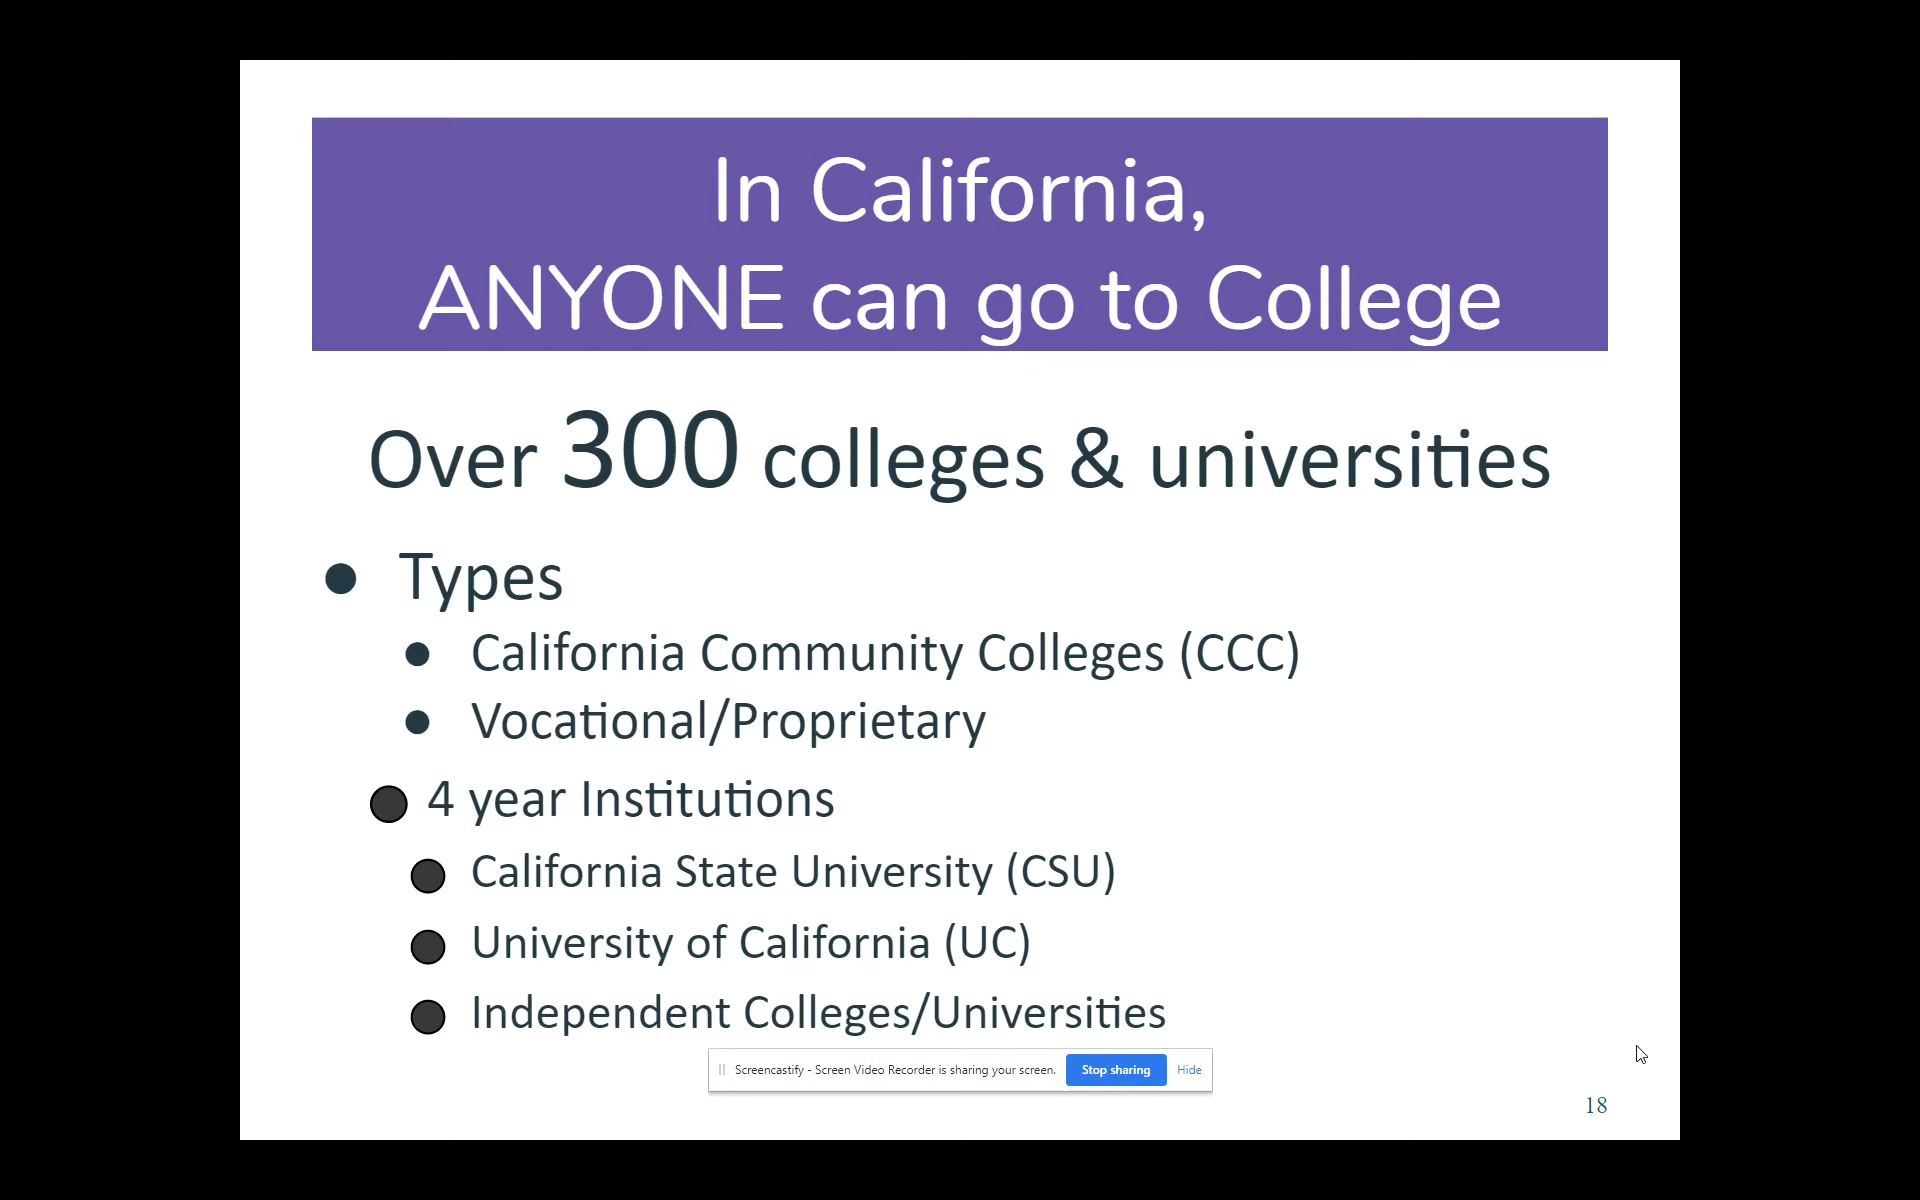 In California,
ANYONE can go to College
Over 300 colleges & universities
● Types
● California Community Colleges (CCC)
● Vocational/Proprietary
● 4 year Institutions
● California State University (CSU)
● University of California (UC)
● Independent Colleges/Universities
Screencastify - Screen Video Recorder is sharing your screen. Stop sharing Hide
18